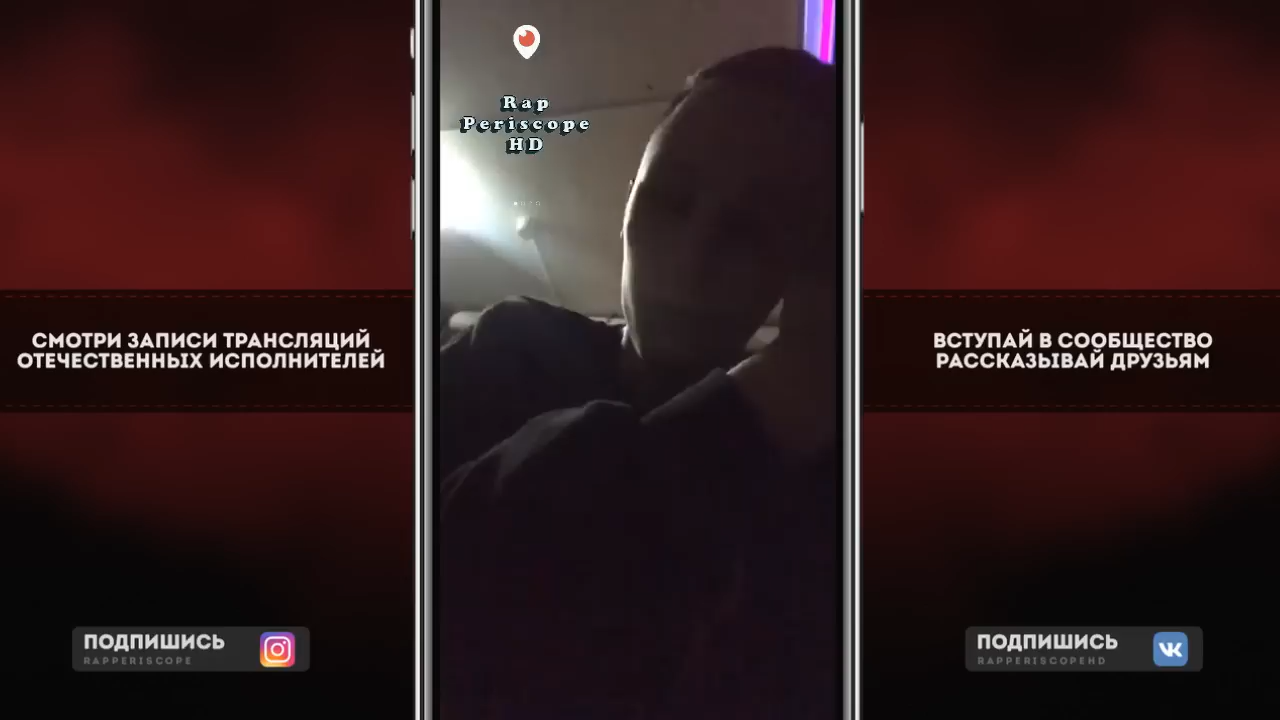 Rap
Periscope
HD
СМОТРИ ЗАПИСИ ТРАНСЛЯЦИЙ
ОТЕЧЕСТВЕННЫХ ИСПОЛНИТЕЛЕЙ
ВСТУПАЙ В СООБЩЕСТВО
РАССКАЗЫВАЙ ДРУЗЬЯМ
ПОДПИШИСЬ
RAPPERISCOPE
ПОДПИШИСЬ
RAPPERISCOPEHD